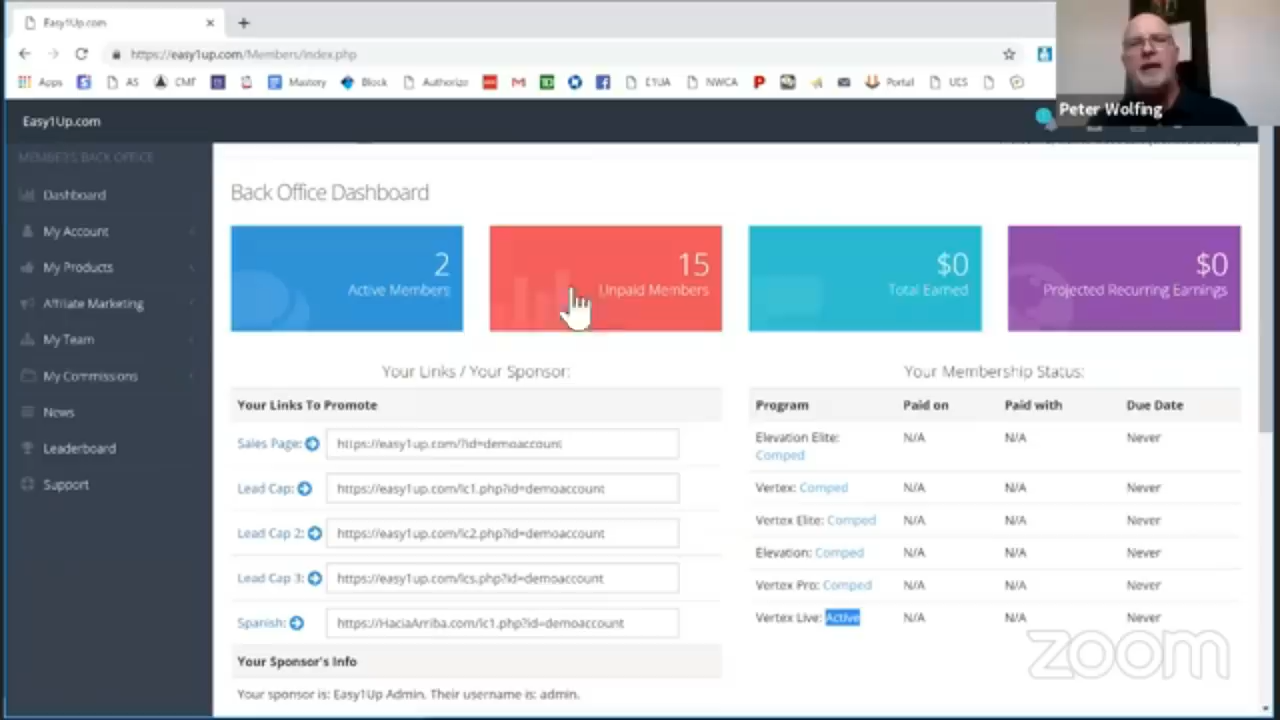 Easy1Up.com
https://easy1up.com/Members/index.php
Apps AS CMF Mastory Block Authorize EYUA NWCA Portal UCS
Peter Wolfing
Easy1Up.com
MEMBERS BACK OFFICE
Dashboard
My Account
My Products
Affiliate Marketing
My Team
My Commissions
News
Leaderboard
Support
Back Office Dashboard
2
Active Members
15
Unpaid Members
$0
Total Earned
$0
Projected Recurring Earnings
Your Links / Your Sponsor:
Your Links To Promote
Sales Page: https://easy1up.com/?id=demoaccount
Lead Cap: https://easy1up.com/lc1.php?id=demoaccount
Lead Cap 2: https://easy1up.com/lc2.php?id=demoaccount
Lead Cap 3: https://easy1up.com/lcs.php?id=demoaccount
Spanish: https://HaciaArriba.com/lc1.php?id=demoaccount
Your Sponsor's Info
Your sponsor is: Easy1Up Admin. Their username is: admin.
Your Membership Status:
Program Paid on Paid with Due Date
Elevation Elite: N/A N/A Never
Comped
Vertex: Comped N/A N/A Never
Vertex Elite: Comped N/A N/A Never
Elevation: Comped N/A N/A Never
Vertex Pro: Comped N/A N/A Never
Vertex Live: Active N/A N/A Never
zoom